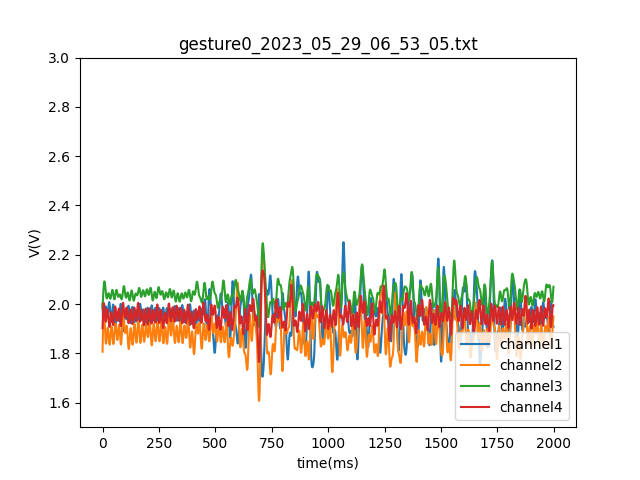 gesture0_2023_05_29_06_53_05.txt
V(V)
3.0
2.8
2.6
2.4
2.2
2.0
1.8
1.6
channel1
channel2
channel3
channel4
0 250 500 750 1000 1250 1500 1750 2000
time(ms)